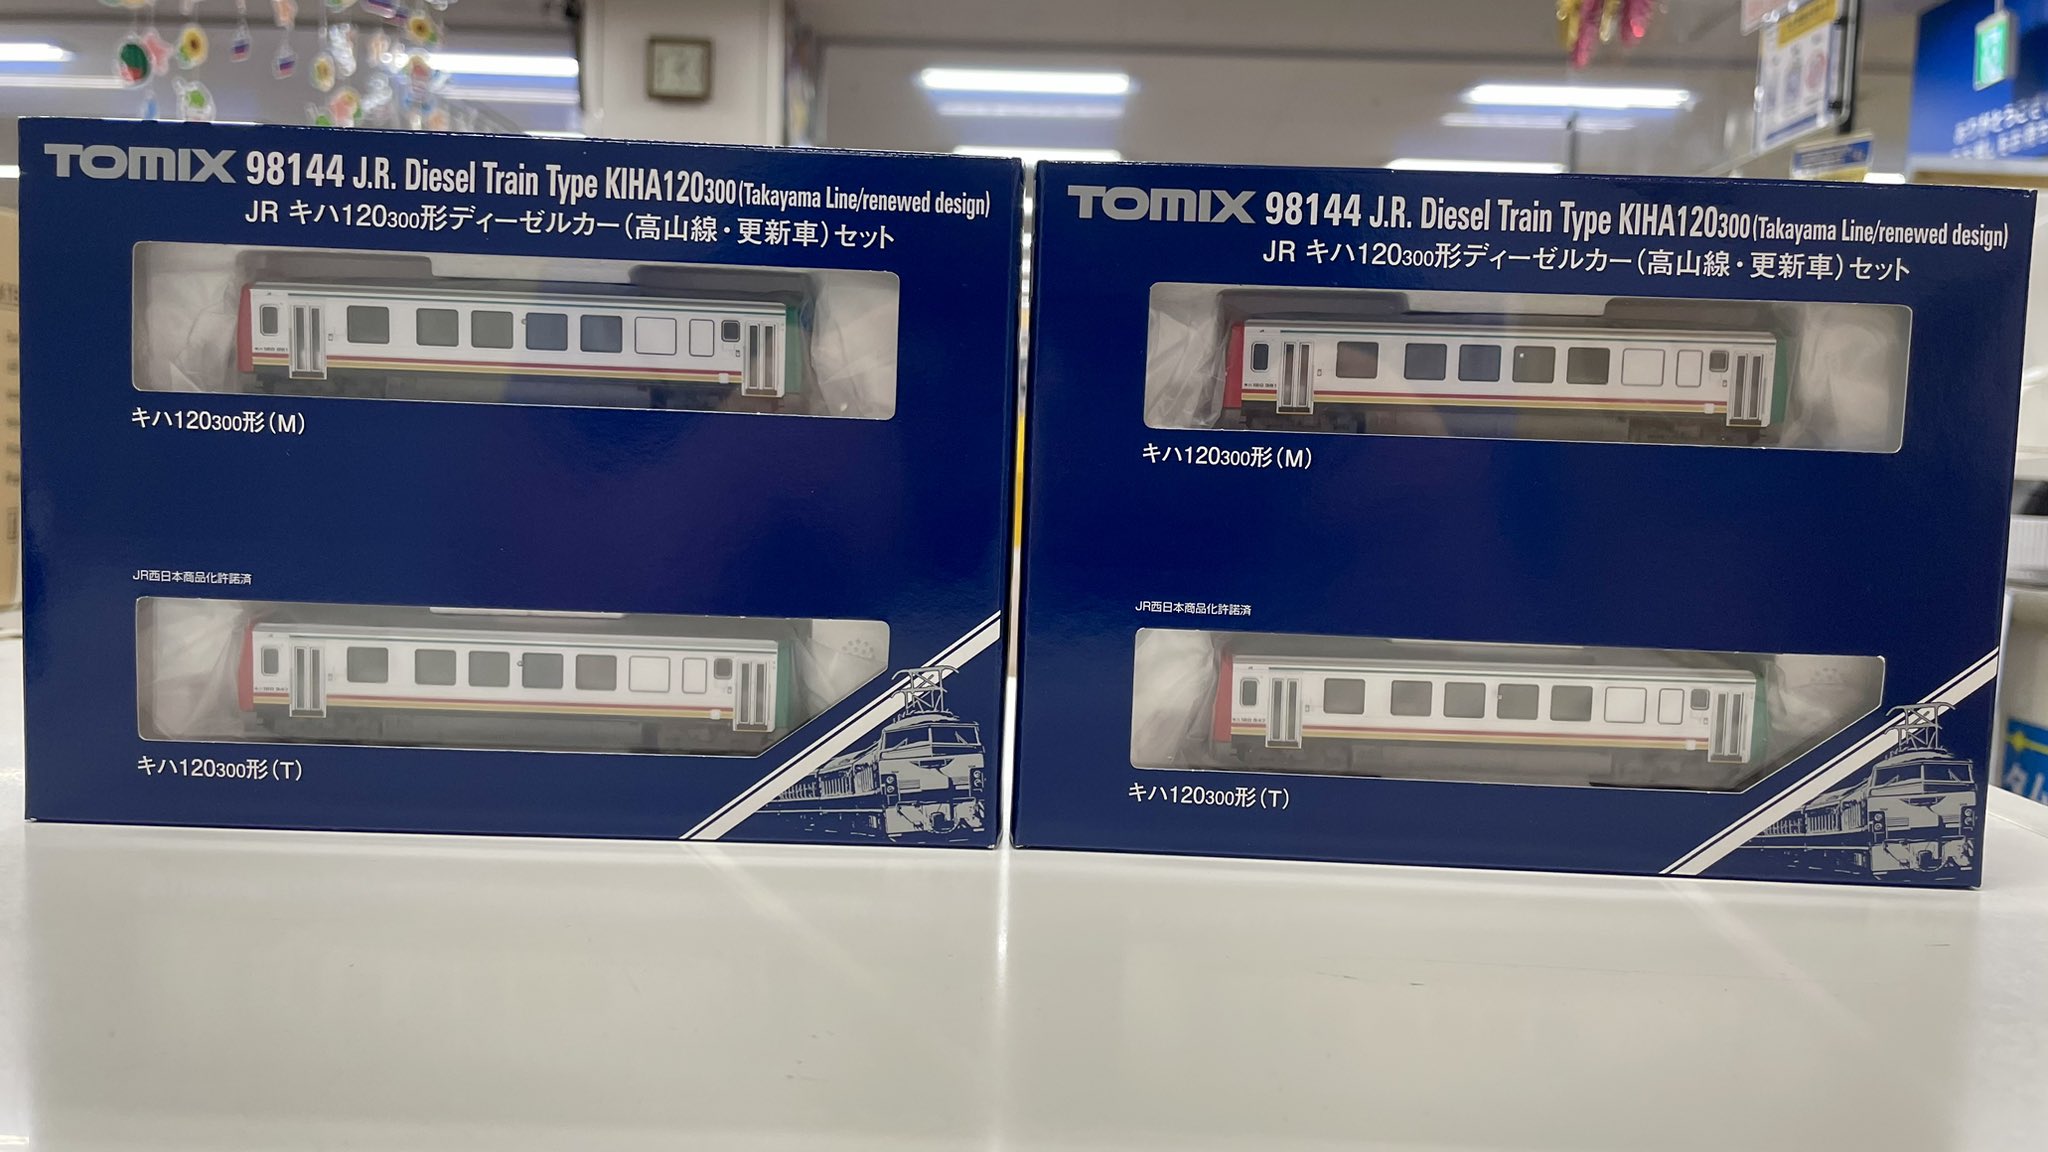 TOMIX 98144 J.R. Diesel Train Type KIHA120300(Takayama Line/renewed design)
JR キハ120300形ディーゼルカー(高山線・更新車)セット
キハ120300形(M)
JR西日本商品化許諾済
キハ120300形(T)
TOMIX 98144 J.R. Diesel Train Type KIHA120300(Takayama Line/renewed design)
JR キハ120300形ディーゼルカー(高山線・更新車)セット
キハ120300形(M)
JR西日本商品化許諾済
キハ120300形(T)